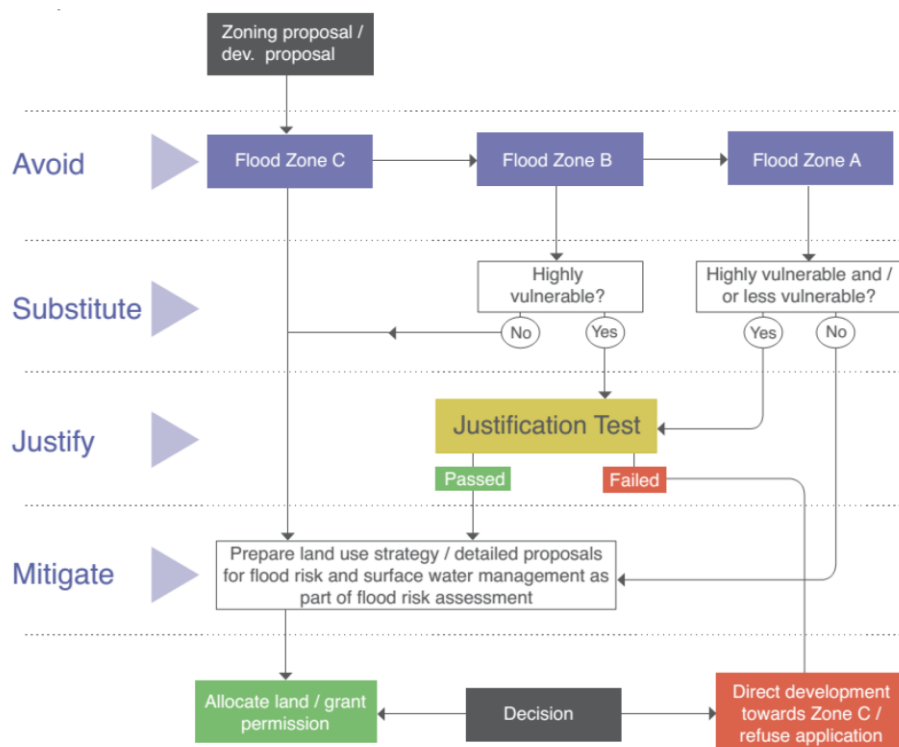 Zoning proposal /
dev. proposal
Avoid
Flood Zone C
Flood Zone B
Flood Zone A
Substitute
Highly
vulnerable?
Highly vulnerable and /
or less vulnerable?
No
Yes
Yes
No
Justify
Justification Test
Passed
Failed
Mitigate
Prepare land use strategy / detailed proposals
for flood risk and surface water management as
part of flood risk assessment
Allocate land / grant
permission
Decision
Direct development
towards Zone C /
refuse application